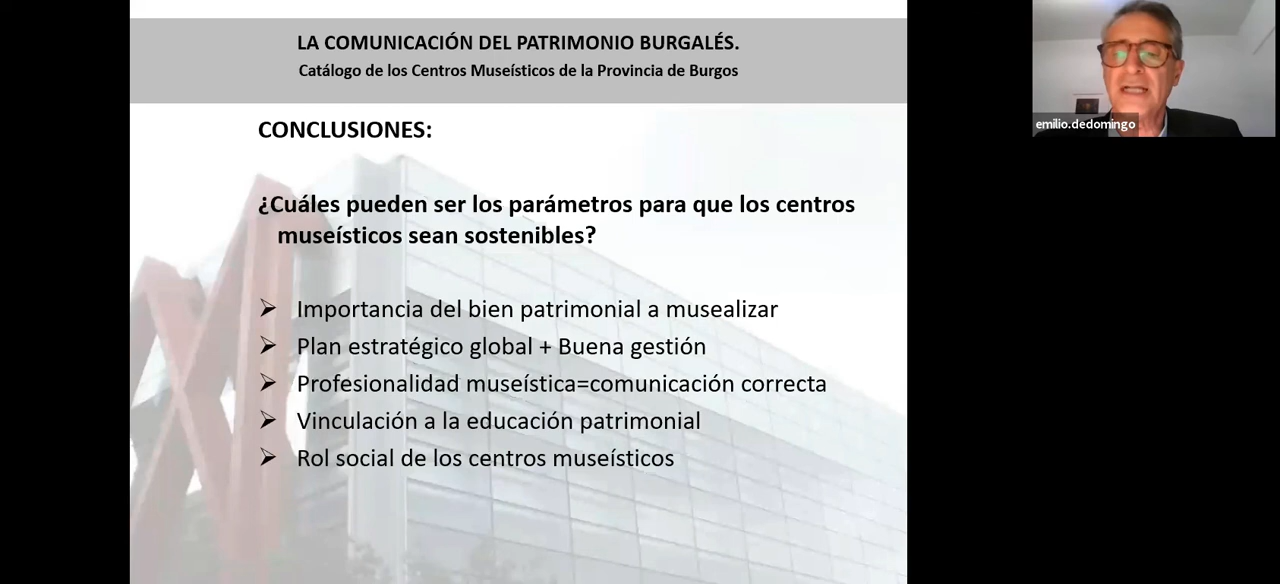 LA COMUNICACIÓN DEL PATRIMONIO BURGALÉS.
Catálogo de los Centros Museísticos de la Provincia de Burgos
CONCLUSIONES:
¿Cuáles pueden ser los parámetros para que los centros
museísticos sean sostenibles?
➢ Importancia del bien patrimonial a musealizar
➢ Plan estratégico global + Buena gestión
➢ Profesionalidad museística=comunicación correcta
➢ Vinculación a la educación patrimonial
➢ Rol social de los centros museísticos
emilio.dedomingo